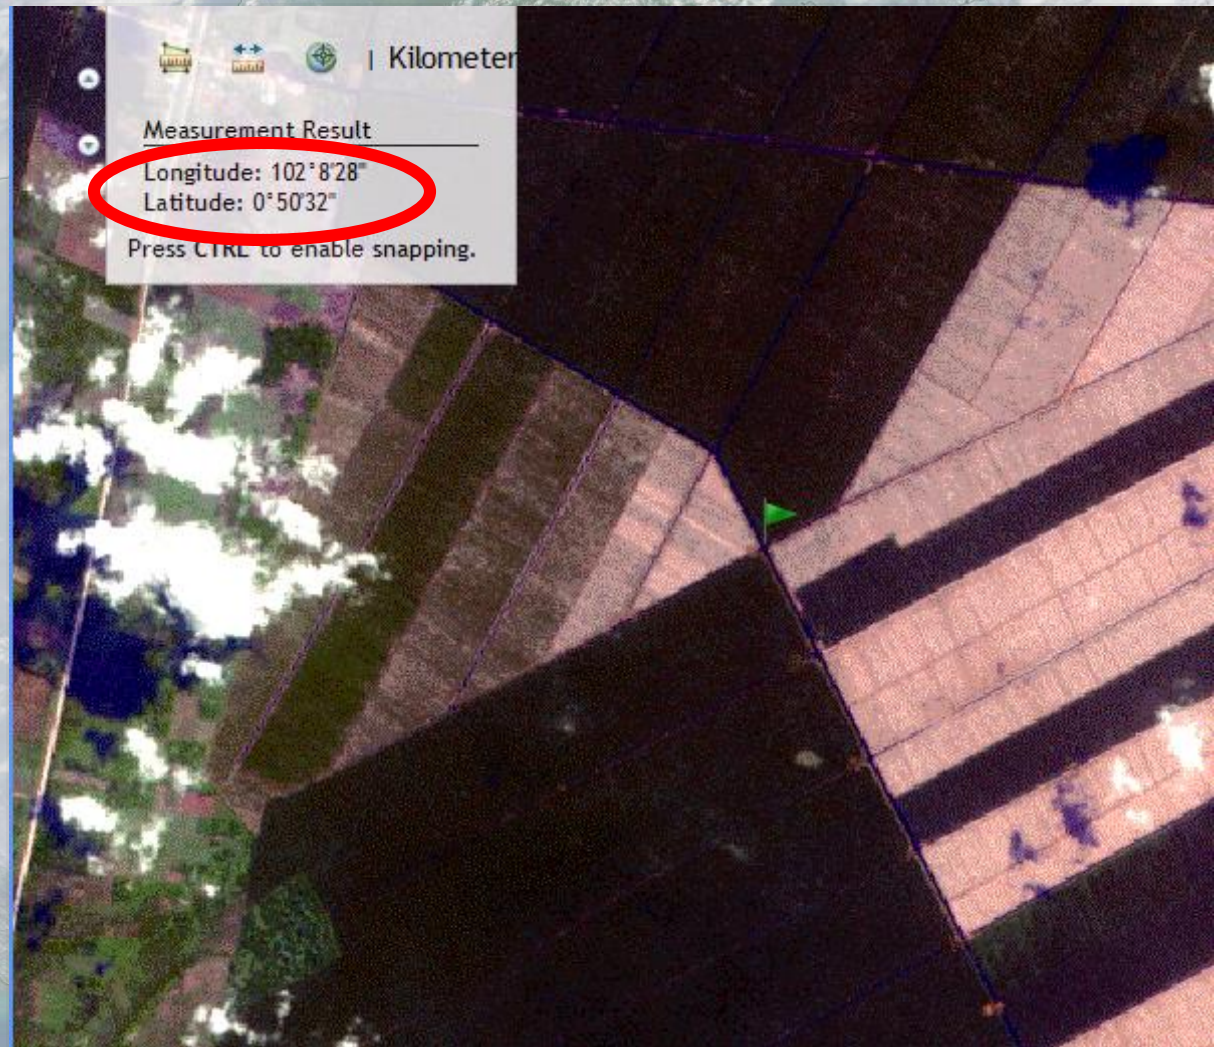 | Kilometer
Measurement Result
Longitude: 102°8'28"
Latitude: 0°50'32"
Press CTRL to enable snapping.